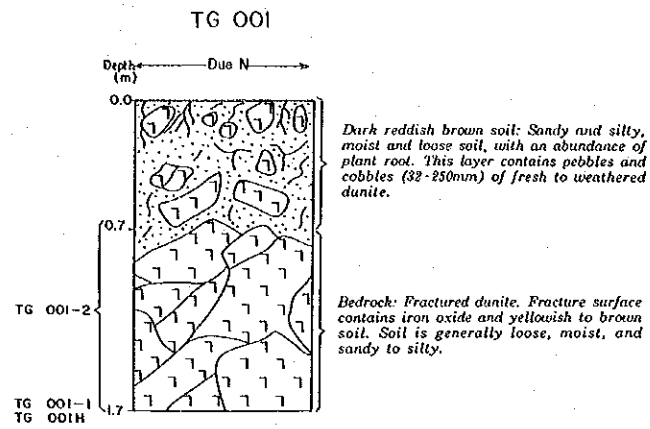 TG 001
Depth
(m)
Due N
0.0
Dark reddish brown soil: Sandy and silty,
moist and loose soil, with an abundance of
plant root. This layer contains pebbles and
cobbles (32-250mm) of fresh to weathered
dunite.
0.7
TG 001-2
Bedrock: Fractured dunite. Fracture surface
contains iron oxide and yellowish to brown
soil. Soil is generally loose, moist, and
sandy to silty.
TG 001-1
TG 001H
1.7